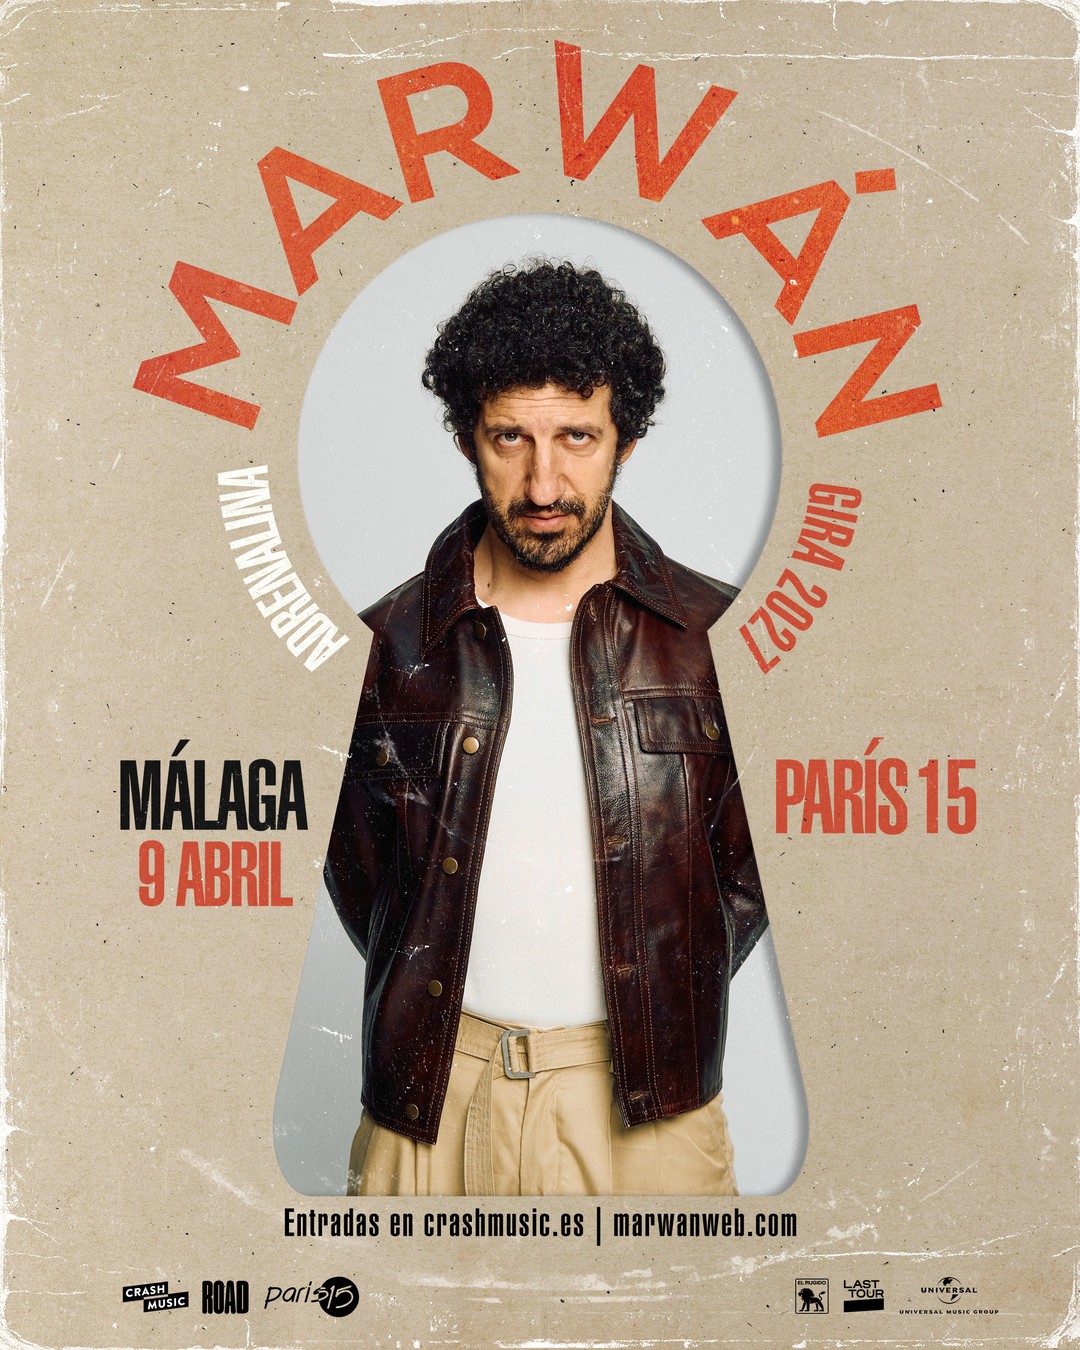 MARWÁN
ADRENALINA
GIRA 2027
MÁLAGA
9 ABRIL
PARÍS 15
Entradas en crashmusic.es | marwanweb.com
CRASH
MUSIC
ROAD
paris15
EL RUGIDO
LAST
TOUR
UNIVERSAL
UNIVERSAL MUSIC GROUP